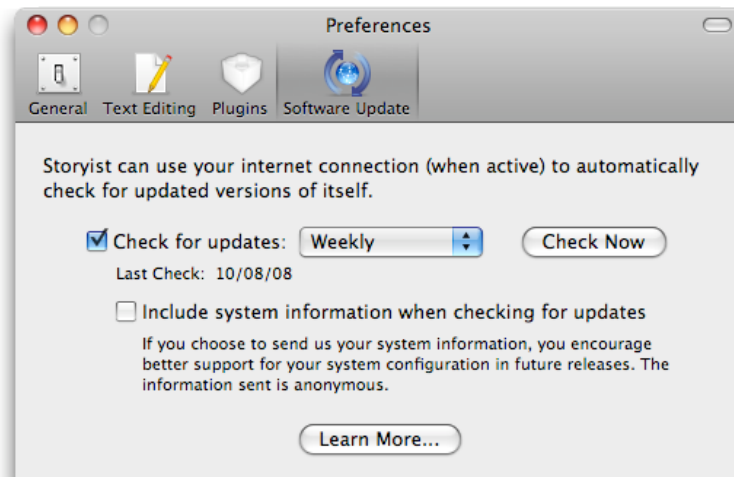 Preferences
General Text Editing Plugins Software Update
Storyist can use your internet connection (when active) to automatically
check for updated versions of itself.
Check for updates: Weekly Check Now
Last Check: 10/08/08
Include system information when checking for updates
If you choose to send us your system information, you encourage
better support for your system configuration in future releases. The
information sent is anonymous.
Learn More...